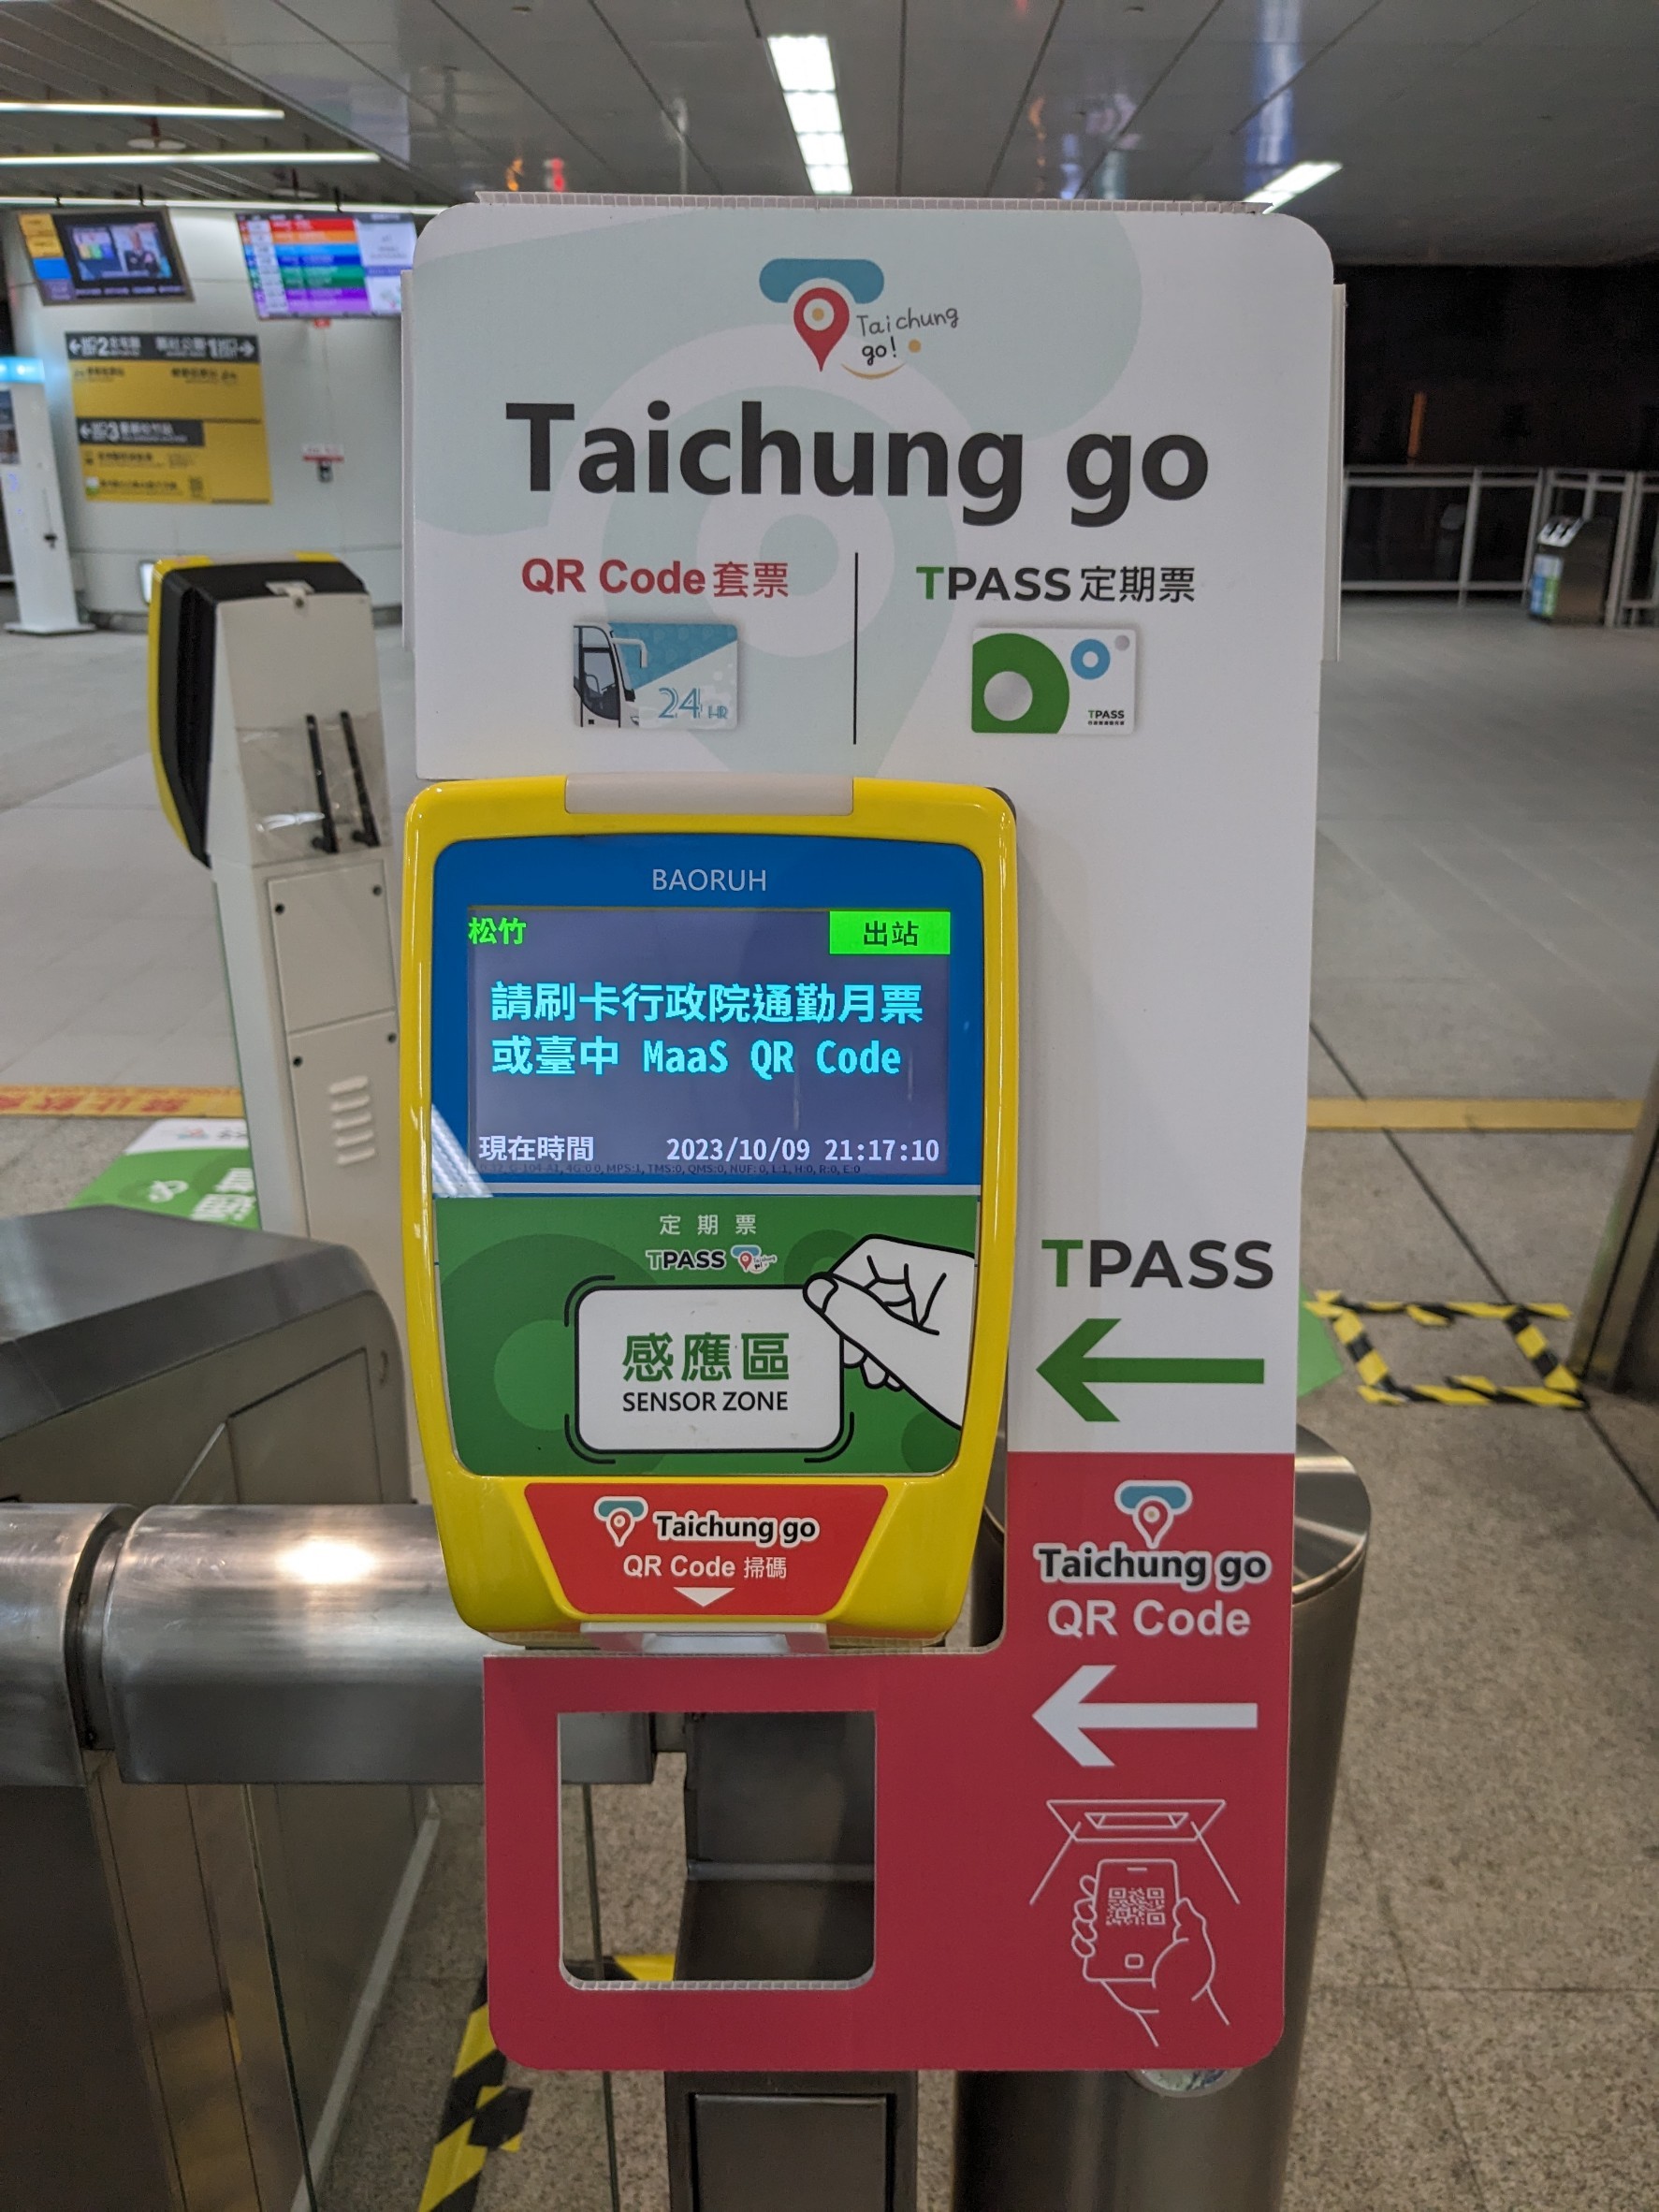 Taichung
go!
Taichung go
QR Code套票
TPASS定期票
24 HR
TPASS
BAORUH
松竹
出站
請刷卡行政院通勤月票
或臺中 MaaS QR Code
現在時間 2023/10/09 21:17:10
定期票
TPASS
感應區
SENSOR ZONE
Taichung go
QR Code 掃碼
TPASS
Taichung go
QR Code